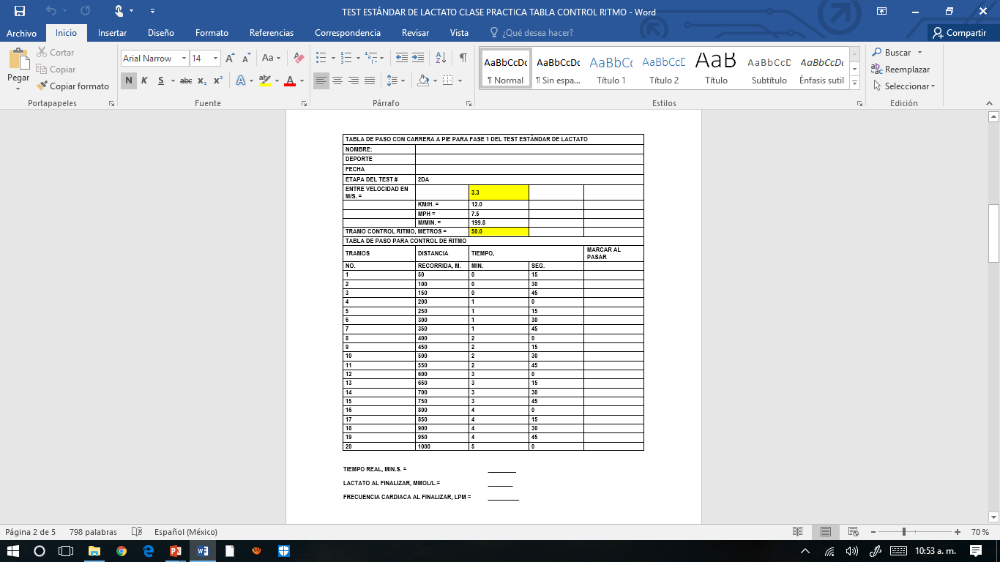 TEST ESTÁNDAR DE LACTATO CLASE PRACTICA TABLA CONTROL RITMO - Word
Archivo Inicio Insertar Diseño Formato Referencias Correspondencia Revisar Vista ¿Qué desea hacer? Compartir
Pegar
Cortar
Copiar
Copiar formato
Portapapeles
Arial Narrow 14 Aa
N K S abc x₂ x² A ab A
Fuente
Párrafo
AaBbCcDc AaBbCcDc AaBbCc AaBbCcC AaB AaBbCcD AaBbCcDc
¶ Normal ¶ Sin espa... Título 1 Título 2 Título Subtítulo Énfasis sutil
Estilos
Buscar
Reemplazar
Seleccionar
Edición
TABLA DE PASO CON CARRERA A PIE PARA FASE 1 DEL TEST ESTÁNDAR DE LACTATO
NOMBRE:
DEPORTE
FECHA
ETAPA DEL TEST # 2DA
ENTRE VELOCIDAD EN
M/S. = 3.3
KM/H. = 12.0
MPH = 7.5
M/MIN. = 199.8
TRAMO CONTROL RITMO, METROS = 50.0
TABLA DE PASO PARA CONTROL DE RITMO
TRAMOS DISTANCIA TIEMPO, MARCAR AL
PASAR
NO. RECORRIDA, M. MIN. SEG.
1 50 0 15
2 100 0 30
3 150 0 45
4 200 1 0
5 250 1 15
6 300 1 30
7 350 1 45
8 400 2 0
9 450 2 15
10 500 2 30
11 550 2 45
12 600 3 0
13 650 3 15
14 700 3 30
15 750 3 45
16 800 4 0
17 850 4 15
18 900 4 30
19 950 4 45
20 1000 5 0
TIEMPO REAL, MIN.S. = ________
LACTATO AL FINALIZAR, MMOL/L.= _______
FRECUENCIA CARDIACA AL FINALIZAR, LPM = _________
Página 2 de 5 798 palabras Español (México) 70 %
10:53 a. m.